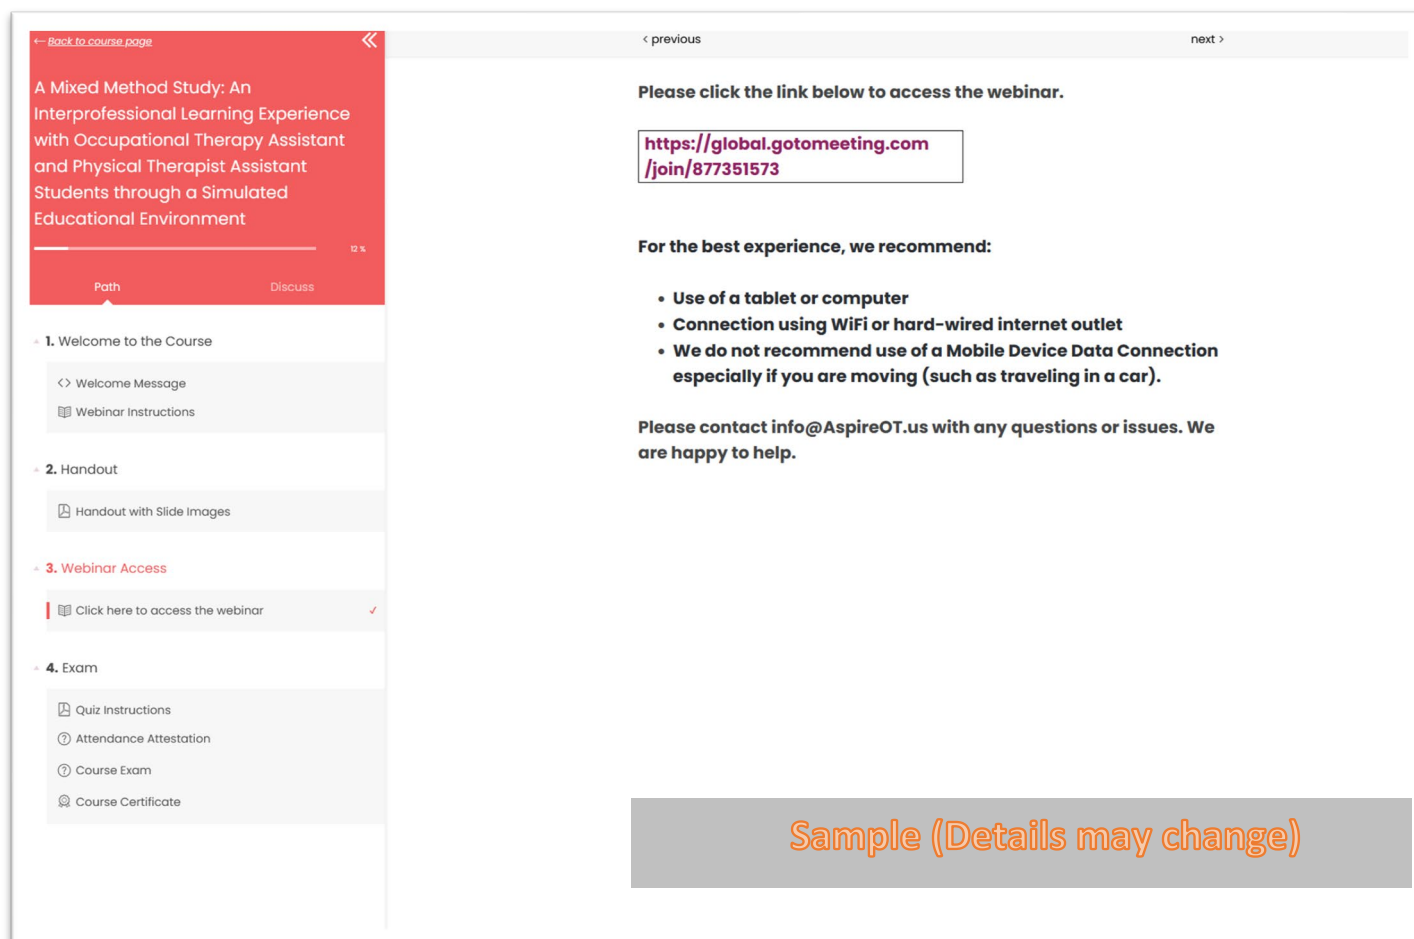 ← Back to course page
A Mixed Method Study: An
Interprofessional Learning Experience
with Occupational Therapy Assistant
and Physical Therapist Assistant
Students through a Simulated
Educational Environment
12 %
Path Discuss
1. Welcome to the Course
<> Welcome Message
Webinar Instructions
2. Handout
Handout with Slide Images
3. Webinar Access
Click here to access the webinar ✓
4. Exam
Quiz Instructions
Attendance Attestation
Course Exam
Course Certificate
< previous next >
Please click the link below to access the webinar.
https://global.gotomeeting.com
/join/877351573
For the best experience, we recommend:
• Use of a tablet or computer
• Connection using WiFi or hard-wired internet outlet
• We do not recommend use of a Mobile Device Data Connection
especially if you are moving (such as traveling in a car).
Please contact info@AspireOT.us with any questions or issues. We
are happy to help.
Sample (Details may change)